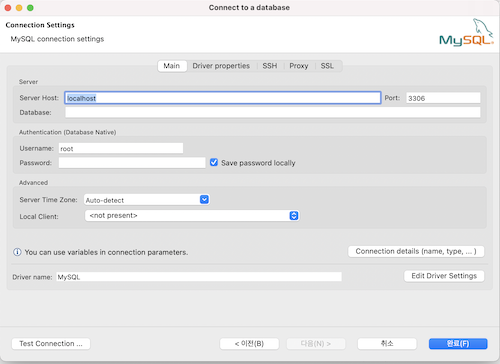 Connect to a database
Connection Settings
MySQL connection settings
MySQL
Main Driver properties SSH Proxy SSL
Server
Server Host: localhost Port: 3306
Database:
Authentication (Database Native)
Username: root
Password: Save password locally
Advanced
Server Time Zone: Auto-detect
Local Client: <not present>
You can use variables in connection parameters. Connection details (name, type, ... )
Driver name: MySQL Edit Driver Settings
Test Connection ... < 이전(B) 다음(N) > 취소 완료(F)